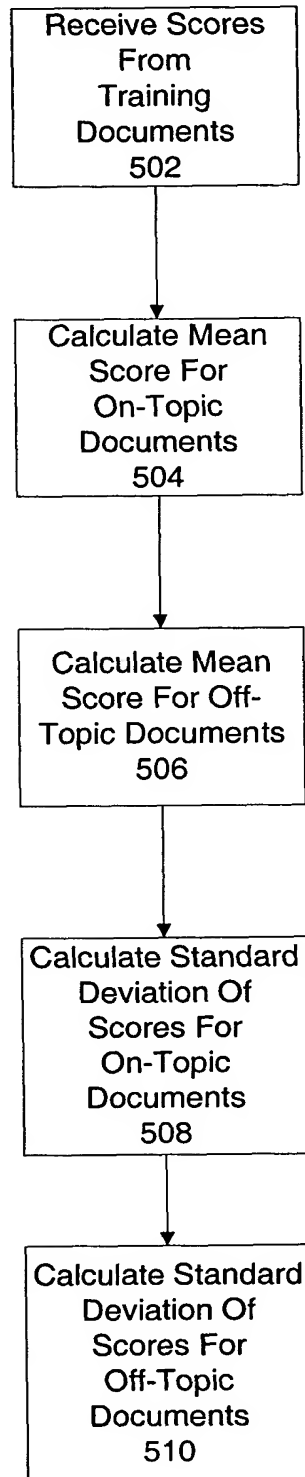 Receive Scores
From
Training
Documents
502
Calculate Mean
Score For
On-Topic
Documents
504
Calculate Mean
Score For Off-
Topic Documents
506
Calculate Standard
Deviation Of
Scores For
On-Topic
Documents
508
Calculate Standard
Deviation Of
Scores For
Off-Topic
Documents
510